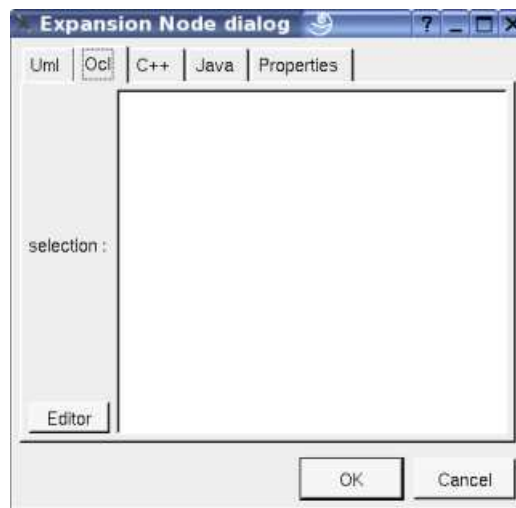 Expansion Node dialog ?
Uml Ocl C++ Java Properties
selection :
Editor
OK Cancel